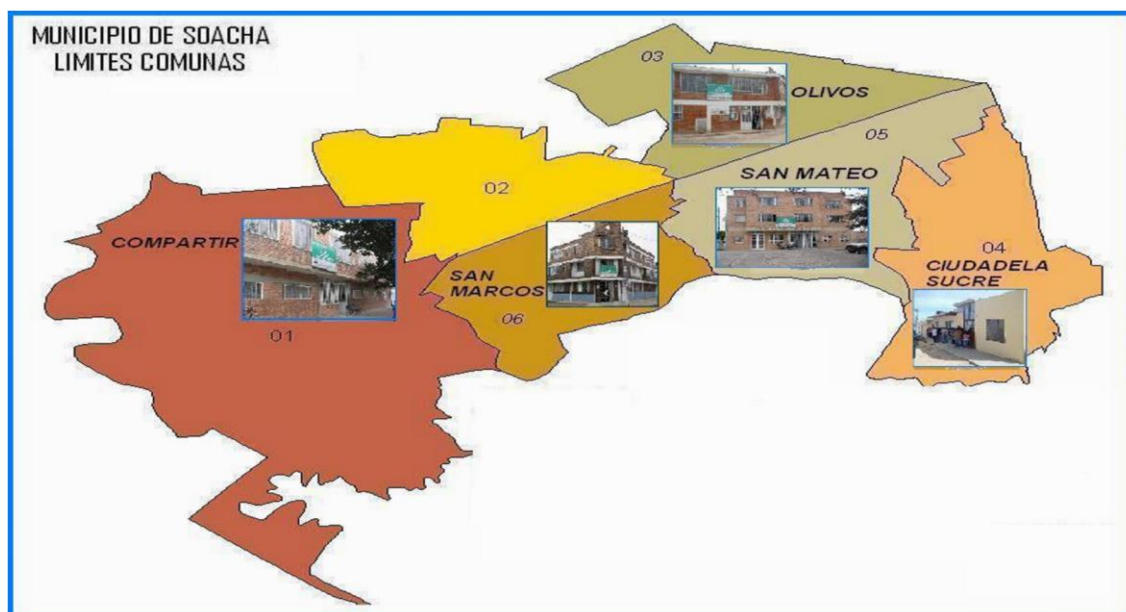 MUNICIPIO DE SOACHA
LIMITES COMUNAS
03
OLIVOS
05
SAN MATEO
02
COMPARTIR
04
CIUDADELA
SUCRE
SAN
MARCOS
06
01